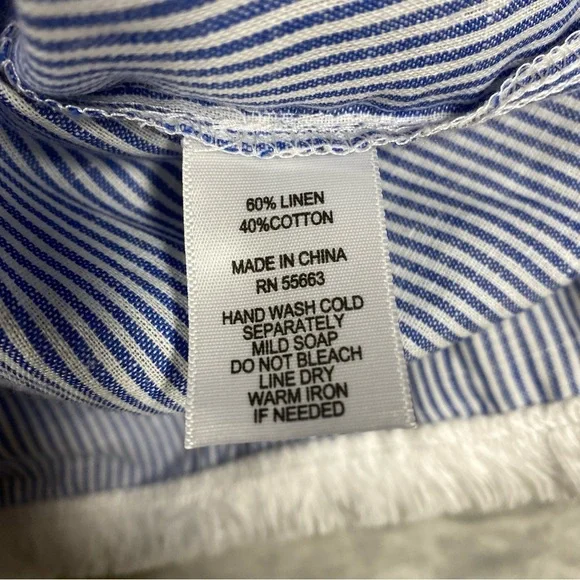 60% LINEN
40%COTTON
MADE IN CHINA
RN 55663
HAND WASH COLD
SEPARATELY
MILD SOAP
DO NOT BLEACH
LINE DRY
WARM IRON
IF NEEDED